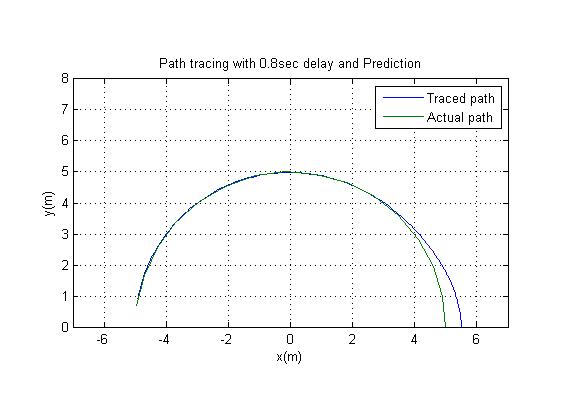 Path tracing with 0.8sec delay and Prediction
8
7
6
5
4
3
2
1
0
y(m)
Traced path
Actual path
-6 -4 -2 0 2 4 6
x(m)